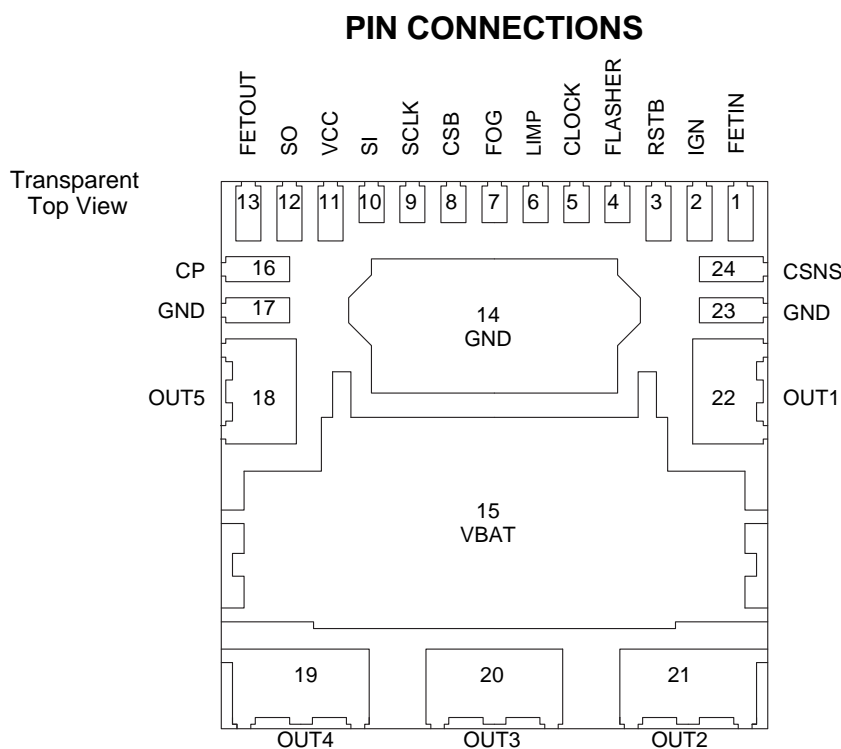 PIN CONNECTIONS
FETOUT
SO
VCC
SI
SCLK
CSB
FOG
LIMP
CLOCK
FLASHER
RSTB
IGN
FETIN
Transparent
Top View
13 12 11 10 9 8 7 6 5 4 3 2 1
CP 16 24 CSNS
GND 17 14 23 GND
GND
OUT5 18 22 OUT1
15
VBAT
19 20 21
OUT4 OUT3 OUT2